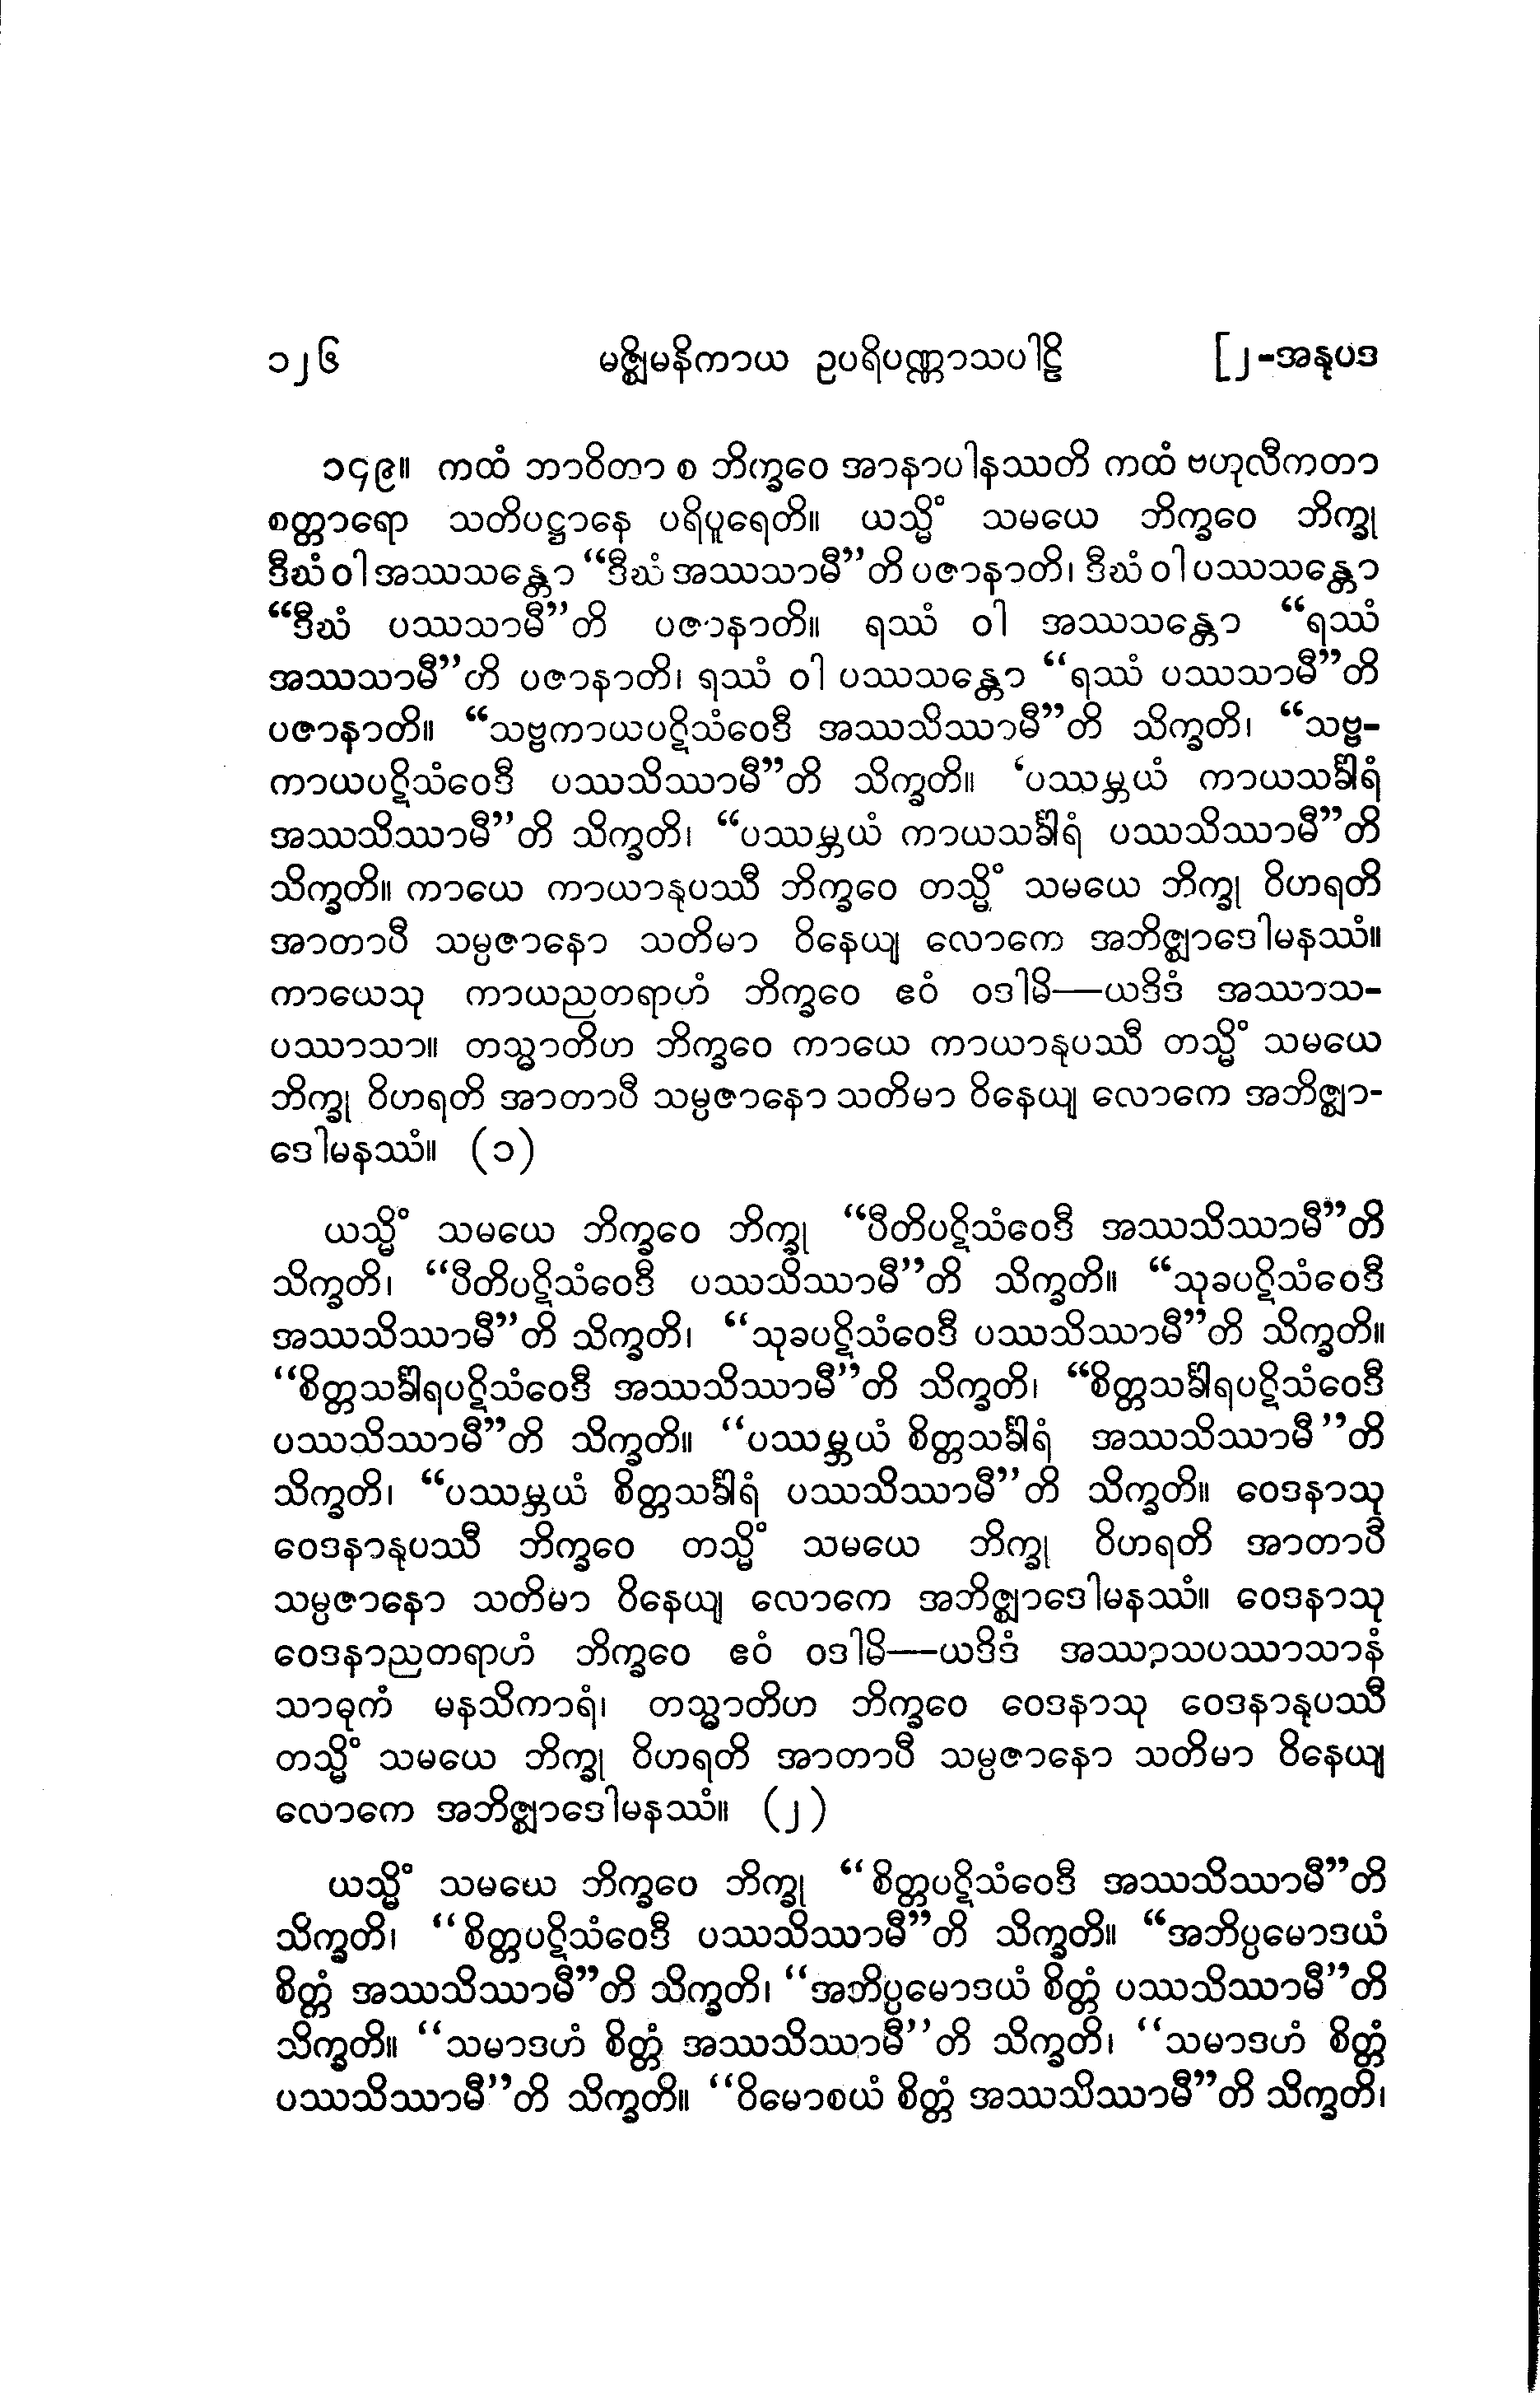 ၁၂၆ မဇ္ဈိမနိကာယ ဥပရိပဏ္ဏာသပါဠိ [၂-အနုပဒ
၁၄၉။ ကထံ ဘာဝိတာ စ ဘိက္ခဝေ အာနာပါနဿတိ ကထံ ဗဟုလီကတာ
စတ္တာရော သတိပဋ္ဌာနေ ပရိပူရေတိ။ ယသ္မိံ သမယေ ဘိက္ခဝေ ဘိက္ခု
ဒီဃံ ဝါ အဿသန္တော “ဒီဃံ အဿသာမီ”တိ ပဇာနာတိ၊ ဒီဃံ ဝါ ပဿသန္တော
“ဒီဃံ ပဿသာမီ”တိ ပဇာနာတိ။ ရဿံ ဝါ အဿသန္တော “ရဿံ
အဿသာမီ”တိ ပဇာနာတိ၊ ရဿံ ဝါ ပဿသန္တော “ရဿံ ပဿသာမီ”တိ
ပဇာနာတိ။ “သဗ္ဗကာယပဋိသံဝေဒီ အဿသိဿာမီ”တိ သိက္ခတိ၊ “သဗ္ဗ-
ကာယပဋိသံဝေဒီ ပဿသိဿာမီ”တိ သိက္ခတိ။ ‘ပဿမ္ဘယံ ကာယသင်္ခါရံ
အဿသိဿာမီ”တိ သိက္ခတိ၊ “ပဿမ္ဘယံ ကာယသင်္ခါရံ ပဿသိဿာမီ”တိ
သိက္ခတိ။ ကာယေ ကာယာနုပဿီ ဘိက္ခဝေ တသ္မိံ သမယေ ဘိက္ခု ဝိဟရတိ
အာတာပီ သမ္ပဇာနော သတိမာ ဝိနေယျ လောကေ အဘိဇ္ဈာဒေါမနဿံ။
ကာယေသု ကာယညတရာဟံ ဘိက္ခဝေ ဧဝံ ဝဒါမိ—ယဒိဒံ အဿာသ-
ပဿာသာ။ တသ္မာတိဟ ဘိက္ခဝေ ကာယေ ကာယာနုပဿီ တသ္မိံ သမယေ
ဘိက္ခု ဝိဟရတိ အာတာပီ သမ္ပဇာနော သတိမာ ဝိနေယျ လောကေ အဘိဇ္ဈာ-
ဒေါမနဿံ။ (၁)
ယသ္မိံ သမယေ ဘိက္ခဝေ ဘိက္ခု “ပီတိပဋိသံဝေဒီ အဿသိဿာမီ”တိ
သိက္ခတိ၊ “ပီတိပဋိသံဝေဒီ ပဿသိဿာမီ”တိ သိက္ခတိ။ “သုခပဋိသံဝေဒီ
အဿသိဿာမီ”တိ သိက္ခတိ၊ “သုခပဋိသံဝေဒီ ပဿသိဿာမီ”တိ သိက္ခတိ။
“စိတ္တသင်္ခါရပဋိသံဝေဒီ အဿသိဿာမီ”တိ သိက္ခတိ၊ “စိတ္တသင်္ခါရပဋိသံဝေဒီ
ပဿသိဿာမီ”တိ သိက္ခတိ။ “ပဿမ္ဘယံ စိတ္တသင်္ခါရံ အဿသိဿာမီ”တိ
သိက္ခတိ၊ “ပဿမ္ဘယံ စိတ္တသင်္ခါရံ ပဿသိဿာမီ”တိ သိက္ခတိ။ ဝေဒနာသု
ဝေဒနာနုပဿီ ဘိက္ခဝေ တသ္မိံ သမယေ ဘိက္ခု ဝိဟရတိ အာတာပီ
သမ္ပဇာနော သတိမာ ဝိနေယျ လောကေ အဘိဇ္ဈာဒေါမနဿံ။ ဝေဒနာသု
ဝေဒနာညတရာဟံ ဘိက္ခဝေ ဧဝံ ဝဒါမိ—ယဒိဒံ အဿာသပဿာသာနံ
သာဓုကံ မနသိကာရံ၊ တသ္မာတိဟ ဘိက္ခဝေ ဝေဒနာသု ဝေဒနာနုပဿီ
တသ္မိံ သမယေ ဘိက္ခု ဝိဟရတိ အာတာပီ သမ္ပဇာနော သတိမာ ဝိနေယျ
လောကေ အဘိဇ္ဈာဒေါမနဿံ။ (၂)
ယသ္မိံ သမယေ ဘိက္ခဝေ ဘိက္ခု “စိတ္တပဋိသံဝေဒီ အဿသိဿာမီ”တိ
သိက္ခတိ၊ “စိတ္တပဋိသံဝေဒီ ပဿသိဿာမီ”တိ သိက္ခတိ။ “အဘိပ္ပမောဒယံ
စိတ္တံ အဿသိဿာမီ”တိ သိက္ခတိ၊ “အဘိပ္ပမောဒယံ စိတ္တံ ပဿသိဿာမီ”တိ
သိက္ခတိ။ “သမာဒဟံ စိတ္တံ အဿသိဿာမီ”တိ သိက္ခတိ၊ “သမာဒဟံ စိတ္တံ
ပဿသိဿာမီ”တိ သိက္ခတိ။ “ဝိမောစယံ စိတ္တံ အဿသိဿာမီ”တိ သိက္ခတိ၊